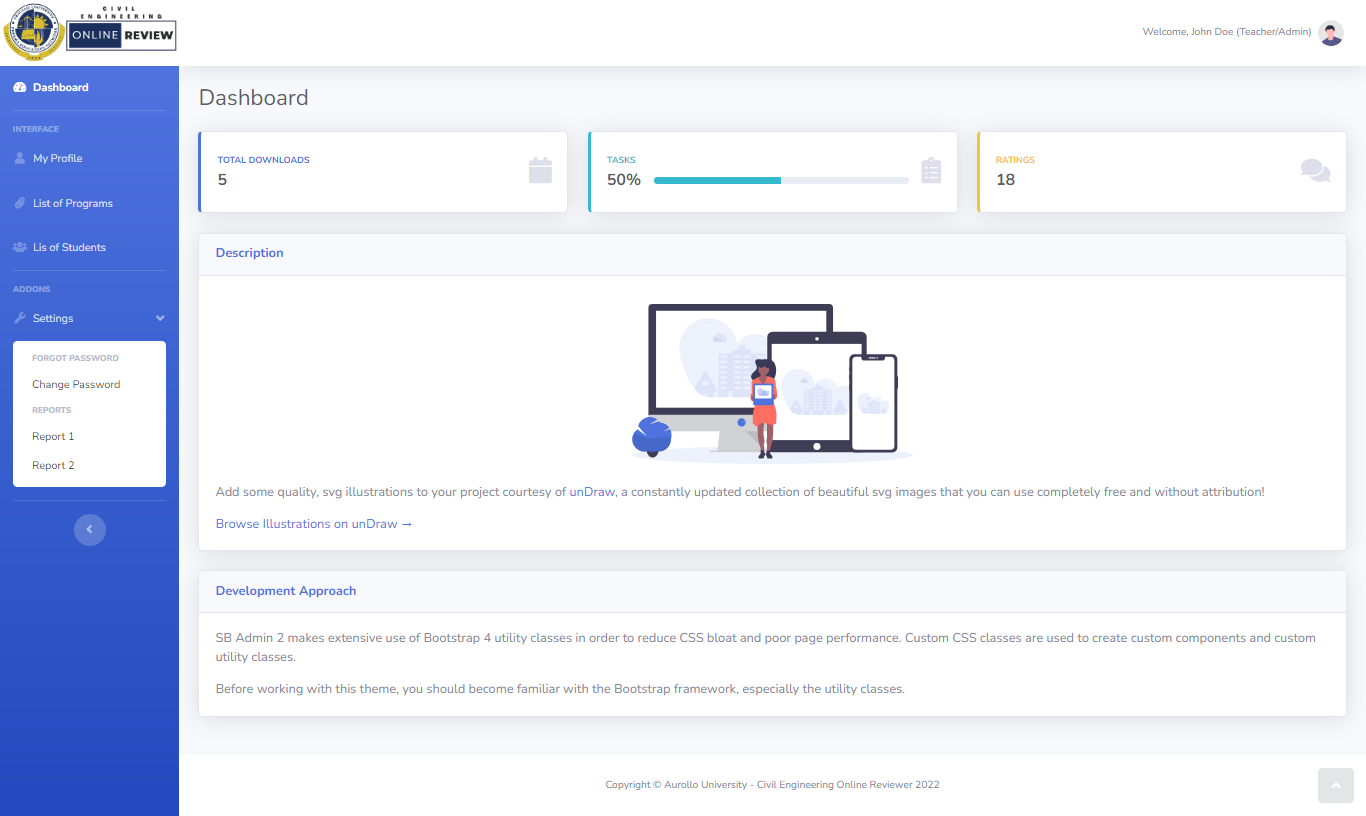 CIVIL
ENGINEERING
ONLINE REVIEW
Welcome, John Doe (Teacher/Admin)
Dashboard
INTERFACE
My Profile
List of Programs
Lis of Students
ADDONS
Settings
FORGOT PASSWORD
Change Password
REPORTS
Report 1
Report 2
Dashboard
TOTAL DOWNLOADS
5
TASKS
50%
RATINGS
18
Description
Add some quality, svg illustrations to your project courtesy of unDraw, a constantly updated collection of beautiful svg images that you can use completely free and without attribution!
Browse Illustrations on unDraw →
Development Approach
SB Admin 2 makes extensive use of Bootstrap 4 utility classes in order to reduce CSS bloat and poor page performance. Custom CSS classes are used to create custom components and custom
utility classes.
Before working with this theme, you should become familiar with the Bootstrap framework, especially the utility classes.
Copyright © Aurollo University - Civil Engineering Online Reviewer 2022